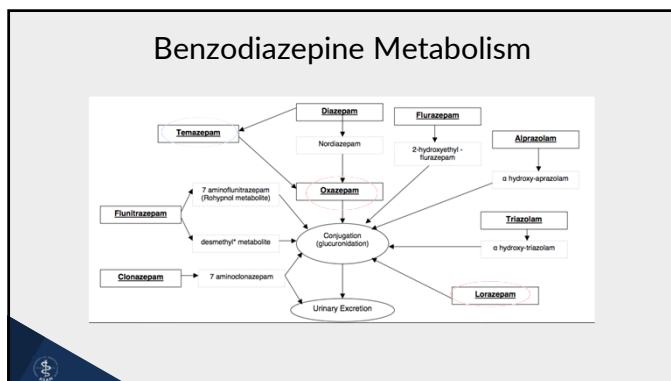 Benzodiazepine Metabolism
Diazepam
Flurazepam
Temazepam
Alprazolam
Nordiazepam
2-hydroxyethyl -
flurazepam
7 aminoflunitrazepam
(Rohypnol metabolite)
Oxazepam
α hydroxy-aprazolam
Flunitrazepam
Triazolam
Conjugation
(glucuronidation)
desmethyl* metabolite
α hydroxy-triazolam
Clonazepam
7 aminoclonazepam
Lorazepam
Urinary Excretion
ASAM